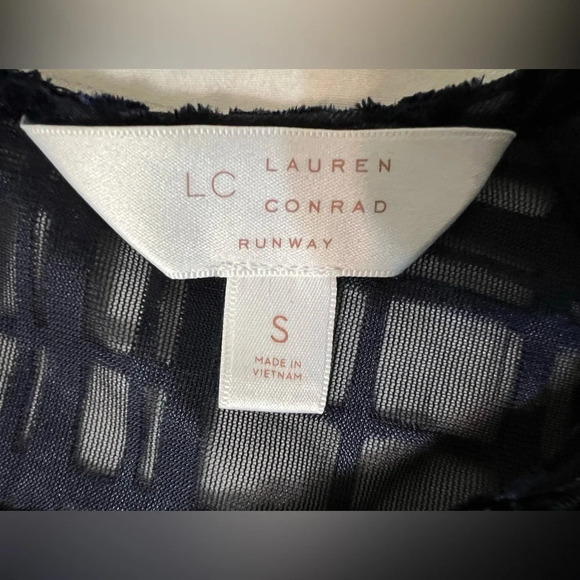 LC LAUREN
CONRAD
RUNWAY
S
MADE IN
VIETNAM